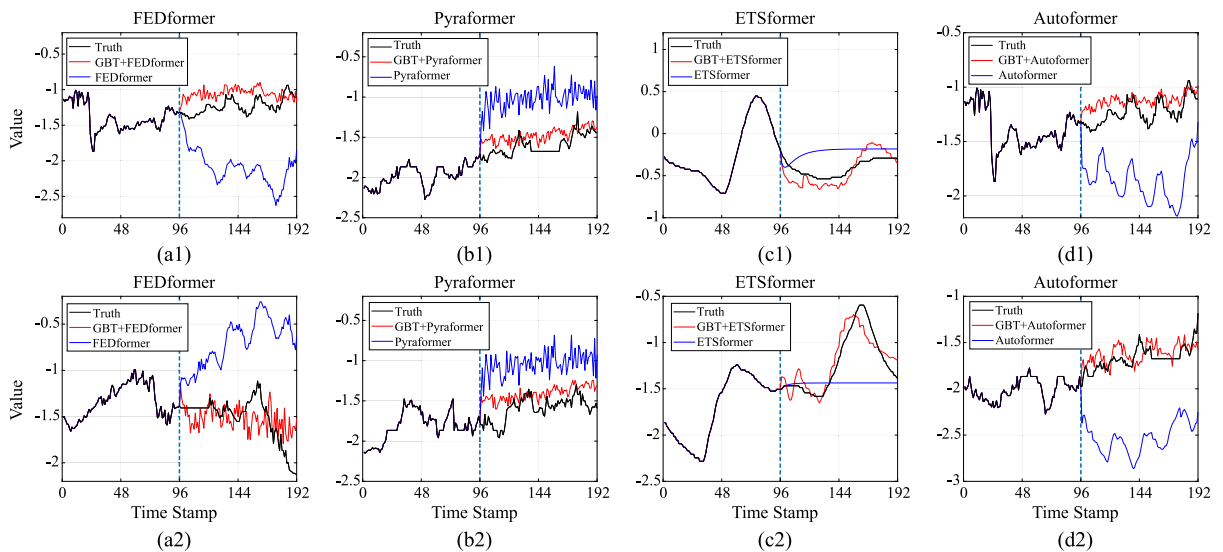 FEDformer
Pyraformer
ETSformer
Autoformer
Truth
GBT+FEDformer
FEDformer
Truth
GBT+Pyraformer
Pyraformer
Truth
GBT+ETSformer
ETSformer
Truth
GBT+Autoformer
Autoformer
Value
-0.5
-1
-1.5
-2
-2.5
0 48 96 144 192
(a1)
0
-0.5
-1
-1.5
-2
-2.5
0 48 96 144 192
(b1)
1
0.5
0
-0.5
-1
0 48 96 144 192
(c1)
-0.5
-1
-1.5
-2
0 48 96 144 192
(d1)
FEDformer
Pyraformer
ETSformer
Autoformer
Truth
GBT+FEDformer
FEDformer
Truth
GBT+Pyraformer
Pyraformer
Truth
GBT+ETSformer
ETSformer
Truth
GBT+Autoformer
Autoformer
Value
-0.5
-1
-1.5
-2
0 48 96 144 192
Time Stamp
(a2)
0
-0.5
-1
-1.5
-2
-2.5
0 48 96 144 192
Time Stamp
(b2)
-0.5
-1
-1.5
-2
-2.5
0 48 96 144 192
Time Stamp
(c2)
-1
-1.5
-2
-2.5
-3
0 48 96 144 192
Time Stamp
(d2)